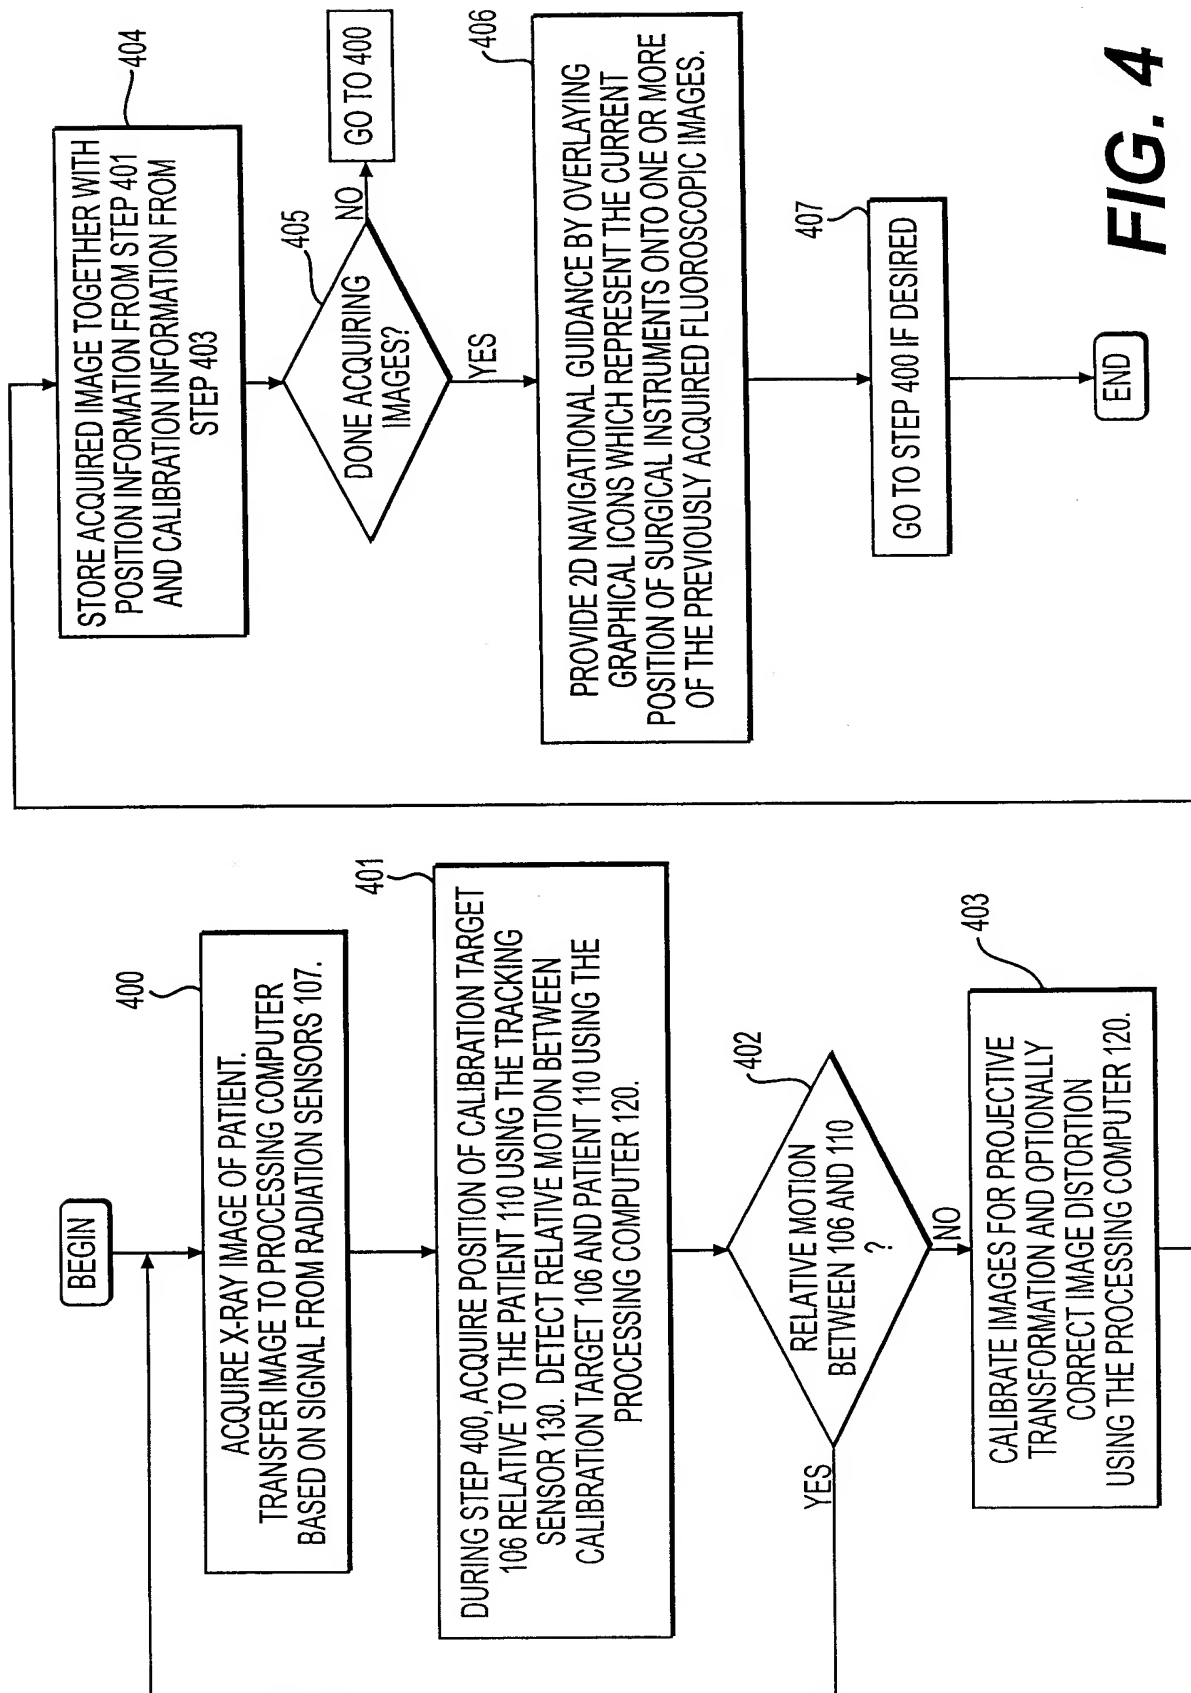 BEGIN
400
ACQUIRE X-RAY IMAGE OF PATIENT.
TRANSFER IMAGE TO PROCESSING COMPUTER
BASED ON SIGNAL FROM RADIATION SENSORS 107.
401
DURING STEP 400, ACQUIRE POSITION OF CALIBRATION TARGET
106 RELATIVE TO THE PATIENT 110 USING THE TRACKING
SENSOR 130. DETECT RELATIVE MOTION BETWEEN
CALIBRATION TARGET 106 AND PATIENT 110 USING THE
PROCESSING COMPUTER 120.
402
RELATIVE MOTION
BETWEEN 106 AND 110
?
YES
NO
403
CALIBRATE IMAGES FOR PROJECTIVE
TRANSFORMATION AND OPTIONALLY
CORRECT IMAGE DISTORTION
USING THE PROCESSING COMPUTER 120.
404
STORE ACQUIRED IMAGE TOGETHER WITH
POSITION INFORMATION FROM STEP 401
AND CALIBRATION INFORMATION FROM
STEP 403
405
DONE ACQUIRING
IMAGES?
NO
GO TO 400
YES
406
PROVIDE 2D NAVIGATIONAL GUIDANCE BY OVERLAYING
GRAPHICAL ICONS WHICH REPRESENT THE CURRENT
POSITION OF SURGICAL INSTRUMENTS ONTO ONE OR MORE
OF THE PREVIOUSLY ACQUIRED FLUOROSCOPIC IMAGES.
407
GO TO STEP 400 IF DESIRED
END
FIG. 4